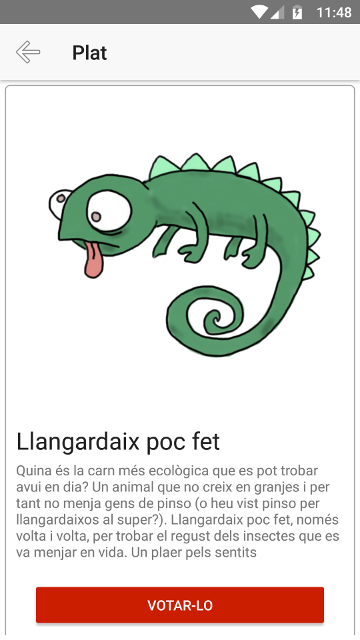 11:48
Plat
Llangardaix poc fet
Quina és la carn més ecològica que es pot trobar
avui en dia? Un animal que no creix en granjes i per
tant no menja gens de pinso (o heu vist pinso per
llangardaixos al super?). Llangardaix poc fet, només
volta i volta, per trobar el regust dels insectes que es
va menjar en vida. Un plaer pels sentits
VOTAR-LO